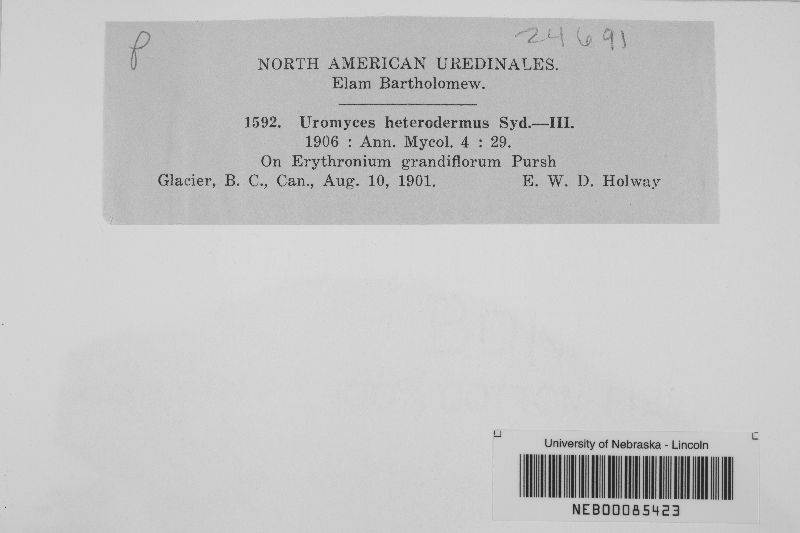 p
24691
NORTH AMERICAN UREDINALES.
Elam Bartholomew.
1592. Uromyces heterodermus Syd.—III.
1906 : Ann. Mycol. 4 : 29.
On Erythronium grandiflorum Pursh
Glacier, B. C., Can., Aug. 10, 1901. E. W. D. Holway
University of Nebraska - Lincoln
NEB00085423